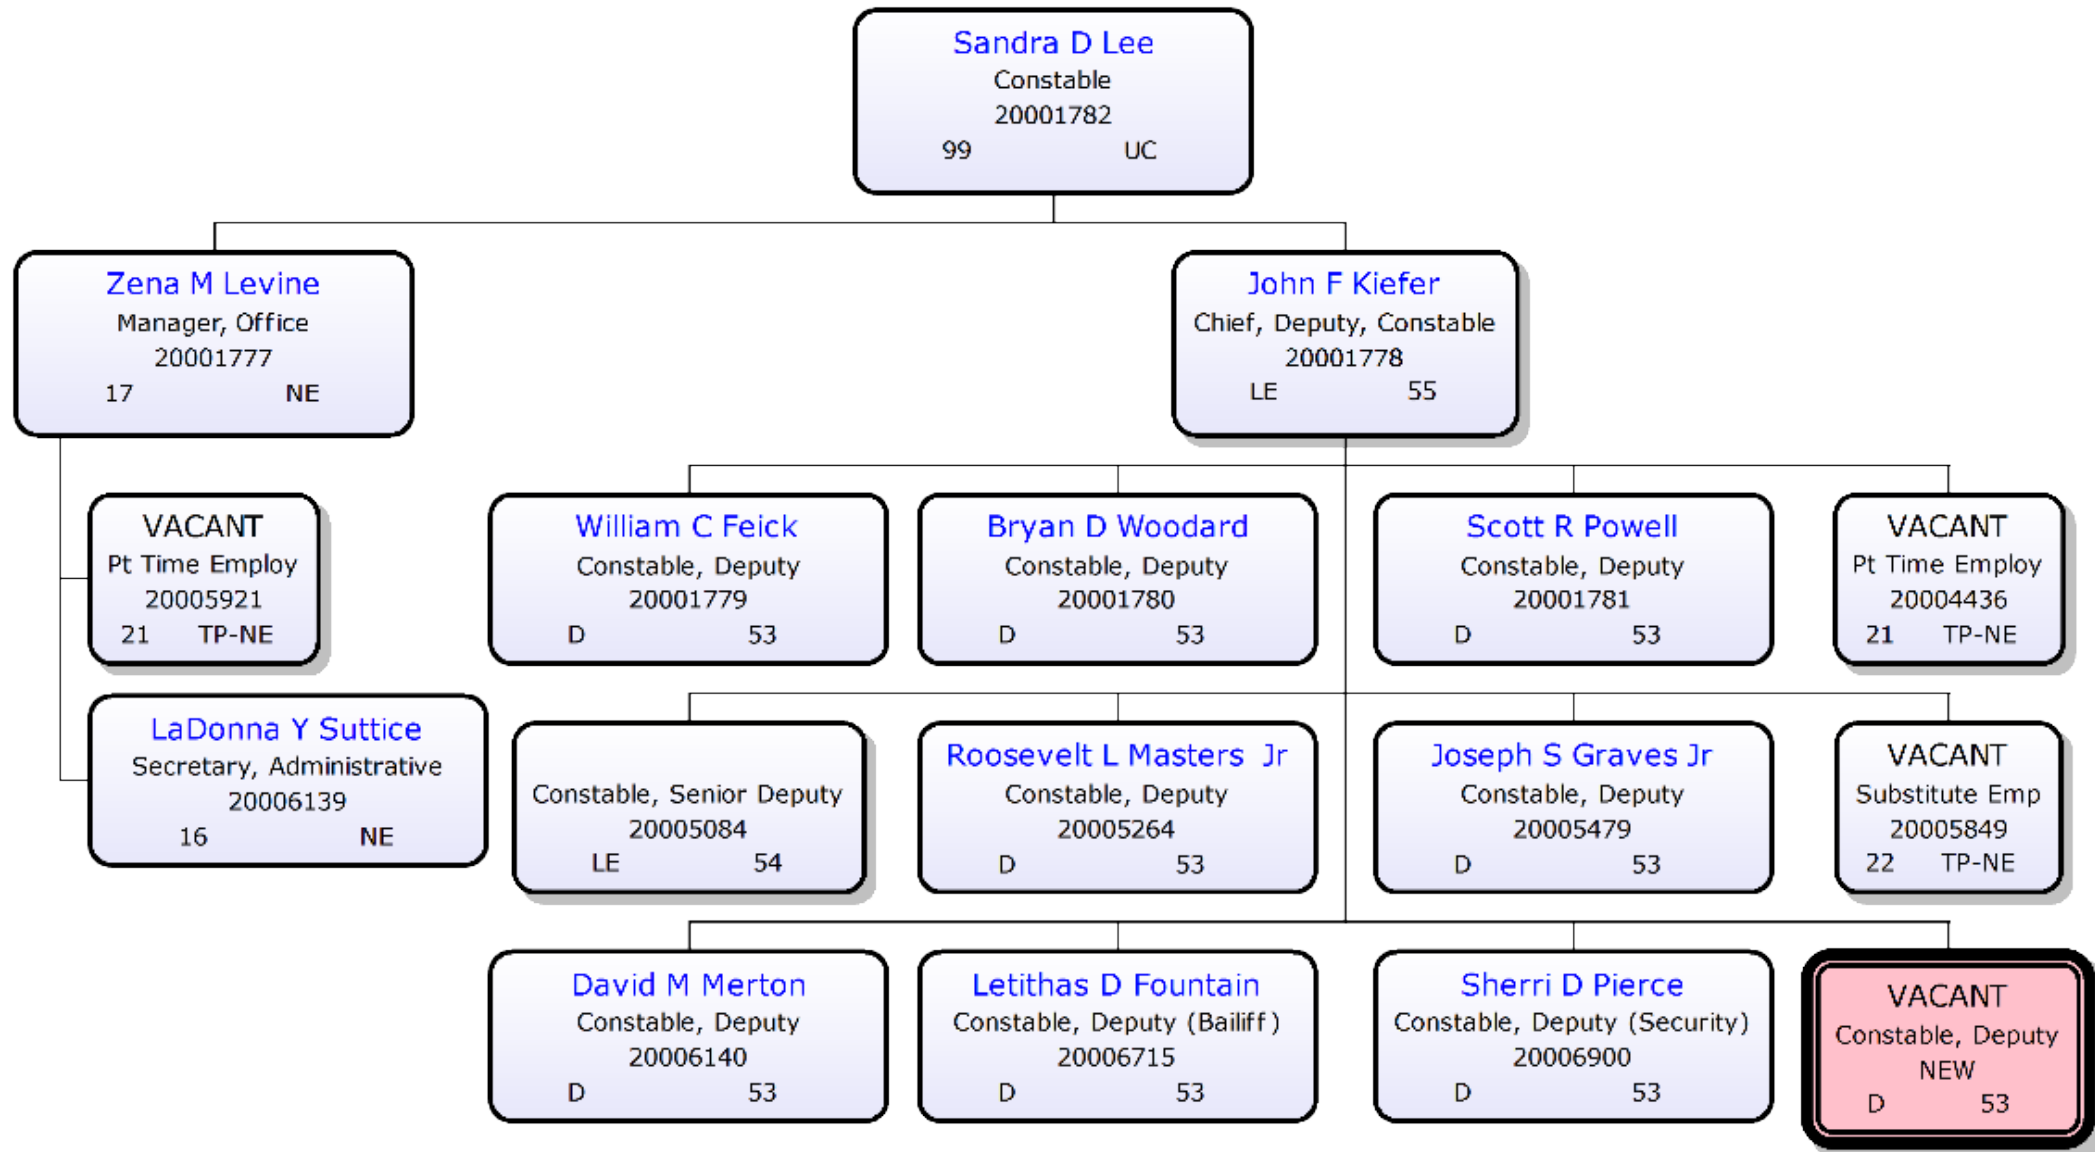 Sandra D Lee
Constable
20001782
99 UC
Zena M Levine
Manager, Office
20001777
17 NE
John F Kiefer
Chief, Deputy, Constable
20001778
LE 55
VACANT
Pt Time Employ
20005921
21 TP-NE
LaDonna Y Suttice
Secretary, Administrative
20006139
16 NE
William C Feick
Constable, Deputy
20001779
D 53
Bryan D Woodard
Constable, Deputy
20001780
D 53
Scott R Powell
Constable, Deputy
20001781
D 53
VACANT
Pt Time Employ
20004436
21 TP-NE
Constable, Senior Deputy
20005084
LE 54
Roosevelt L Masters Jr
Constable, Deputy
20005264
D 53
Joseph S Graves Jr
Constable, Deputy
20005479
D 53
VACANT
Substitute Emp
20005849
22 TP-NE
David M Merton
Constable, Deputy
20006140
D 53
Letithas D Fountain
Constable, Deputy (Bailiff)
20006715
D 53
Sherri D Pierce
Constable, Deputy (Security)
20006900
D 53
VACANT
Constable, Deputy
NEW
D 53